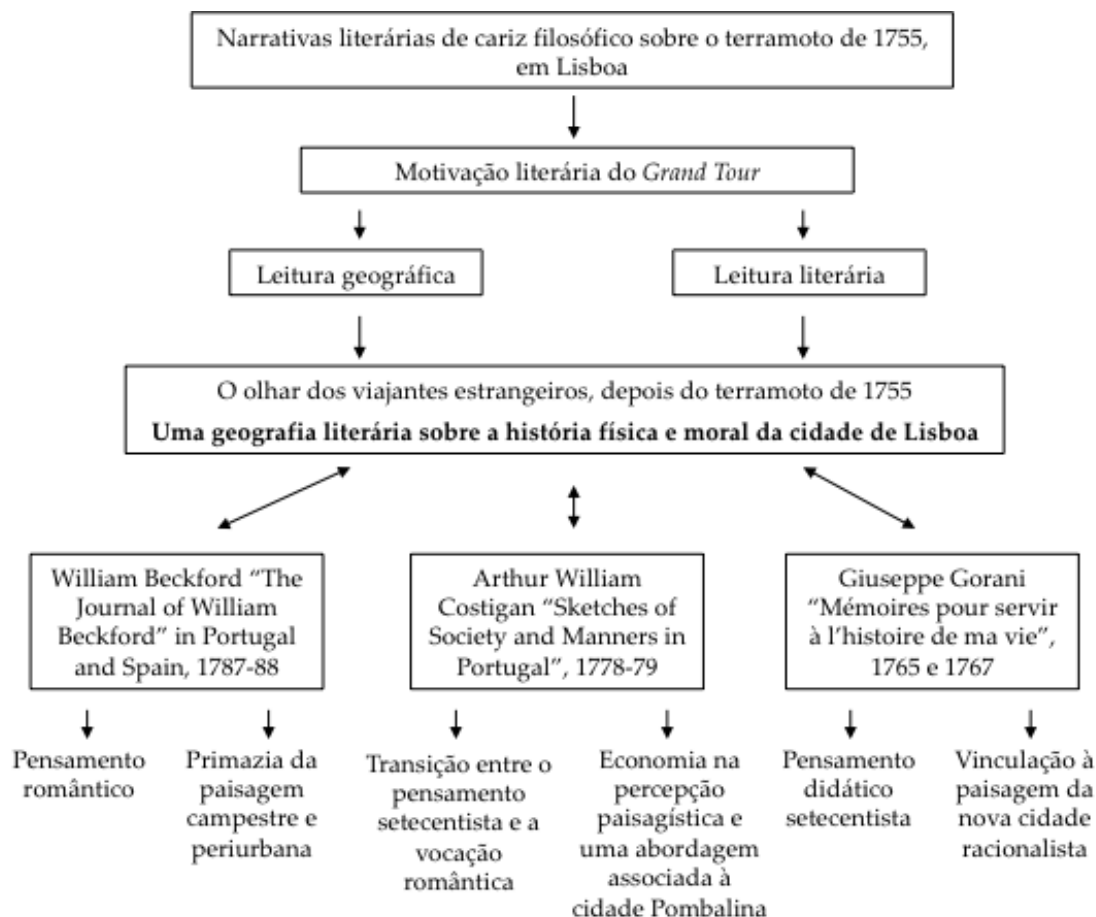 Narrativas literárias de cariz filosófico sobre o terramoto de 1755,
em Lisboa
Motivação literária do Grand Tour
Leitura geográfica
Leitura literária
O olhar dos viajantes estrangeiros, depois do terramoto de 1755
Uma geografia literária sobre a história física e moral da cidade de Lisboa
William Beckford “The
Journal of William
Beckford” in Portugal
and Spain, 1787-88
Arthur William
Costigan “Sketches of
Society and Manners in
Portugal”, 1778-79
Giuseppe Gorani
“Mémoires pour servir
à l’histoire de ma vie”,
1765 e 1767
Pensamento
romântico
Primazia da
paisagem
campestre e
periurbana
Transição entre o
pensamento
setecentista e a
vocação
romântica
Economia na
percepção
paisagística e
uma abordagem
associada à
cidade Pombalina
Pensamento
didático
setecentista
Vinculação à
paisagem da
nova cidade
racionalista